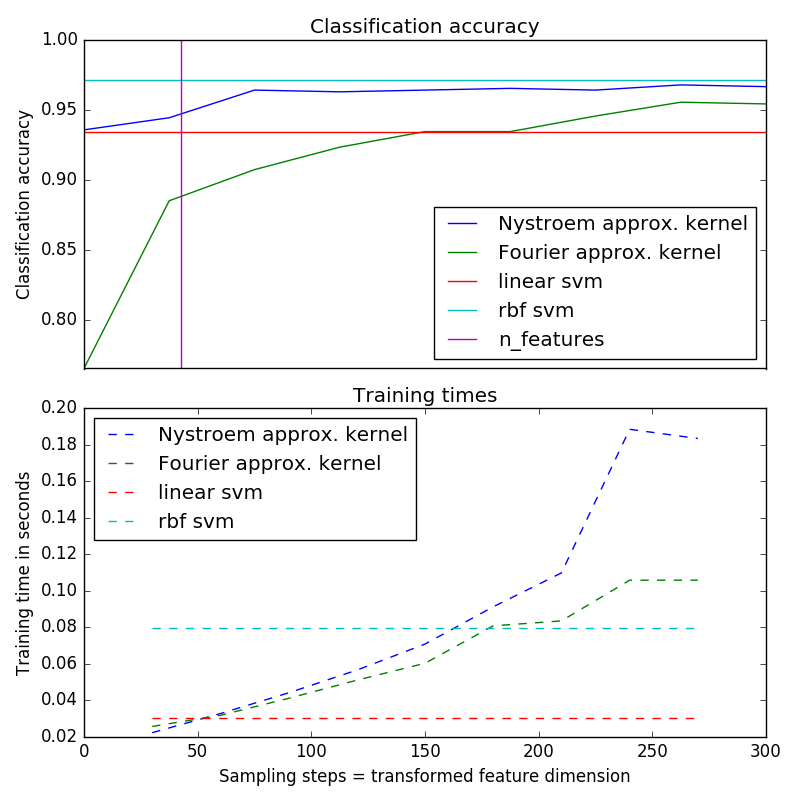 Classification accuracy
1.00
0.95
0.90
0.85
0.80
Classification accuracy
Nystroem approx. kernel
Fourier approx. kernel
linear svm
rbf svm
n_features
Training times
0.20
0.18
0.16
0.14
0.12
0.10
0.08
0.06
0.04
0.02
Training time in seconds
Nystroem approx. kernel
Fourier approx. kernel
linear svm
rbf svm
0 50 100 150 200 250 300
Sampling steps = transformed feature dimension